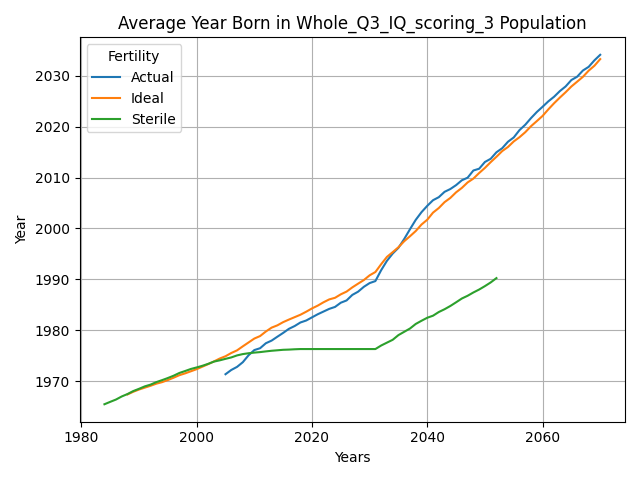 Average Year Born in Whole_Q3_IQ_scoring_3 Population
Fertility
Actual
Ideal
Sterile
Year
2030
2020
2010
2000
1990
1980
1970
1980
2000
2020
2040
2060
Years